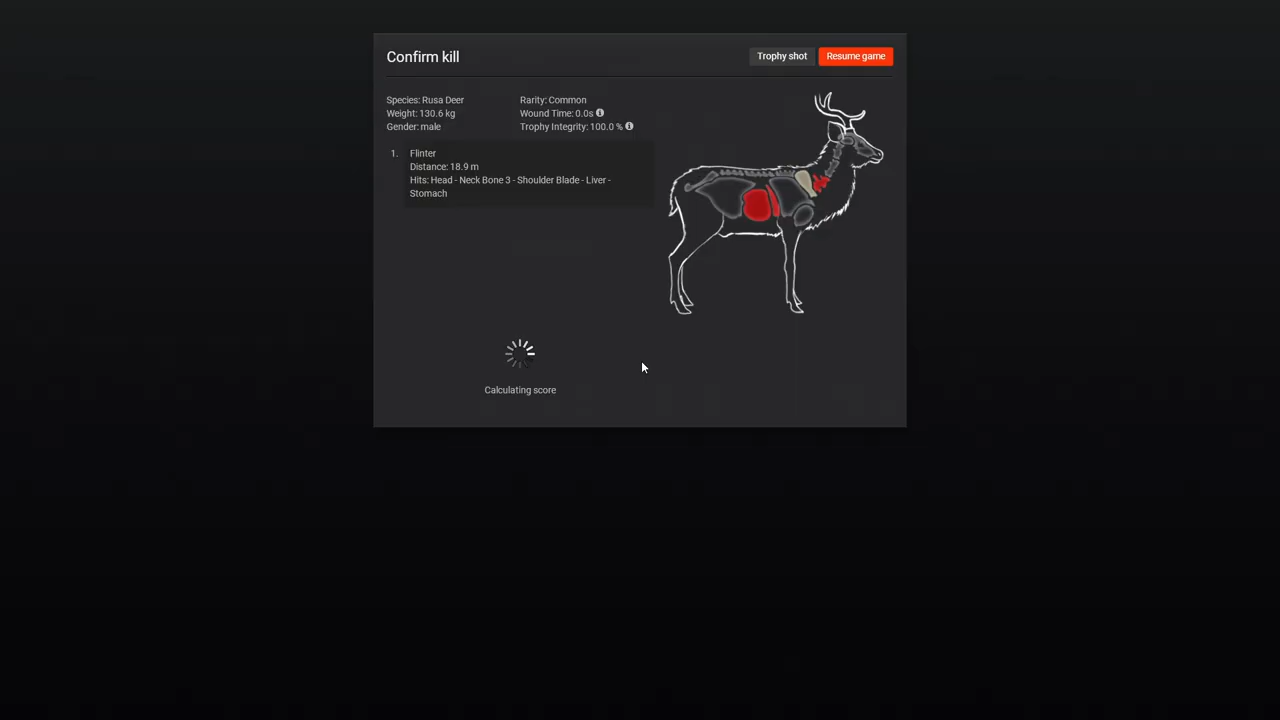 Confirm kill
Trophy shot
Resume game
Species: Rusa Deer
Weight: 130.6 kg
Gender: male
Rarity: Common
Wound Time: 0.0s
Trophy Integrity: 100.0 %
1.
Flinter
Distance: 18.9 m
Hits: Head - Neck Bone 3 - Shoulder Blade - Liver -
Stomach
Calculating score